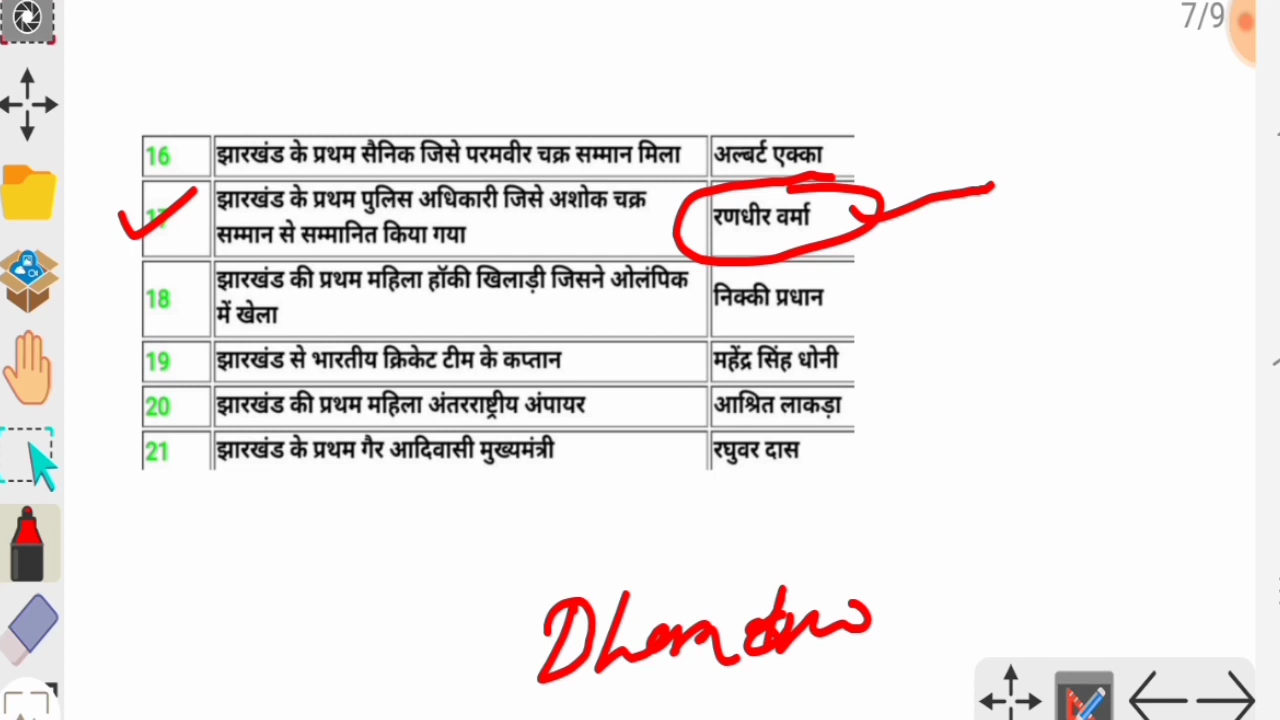 7/9
16 झारखंड के प्रथम सैनिक जिसे परमवीर चक्र सम्मान मिला अल्बर्ट एक्का
17 झारखंड के प्रथम पुलिस अधिकारी जिसे अशोक चक्र
सम्मान से सम्मानित किया गया रणधीर वर्मा
18 झारखंड की प्रथम महिला हॉकी खिलाड़ी जिसने ओलंपिक
में खेला निक्की प्रधान
19 झारखंड से भारतीय क्रिकेट टीम के कप्तान महेंद्र सिंह धोनी
20 झारखंड की प्रथम महिला अंतरराष्ट्रीय अंपायर आश्रित लाकड़ा
21 झारखंड के प्रथम गैर आदिवासी मुख्यमंत्री रघुवर दास